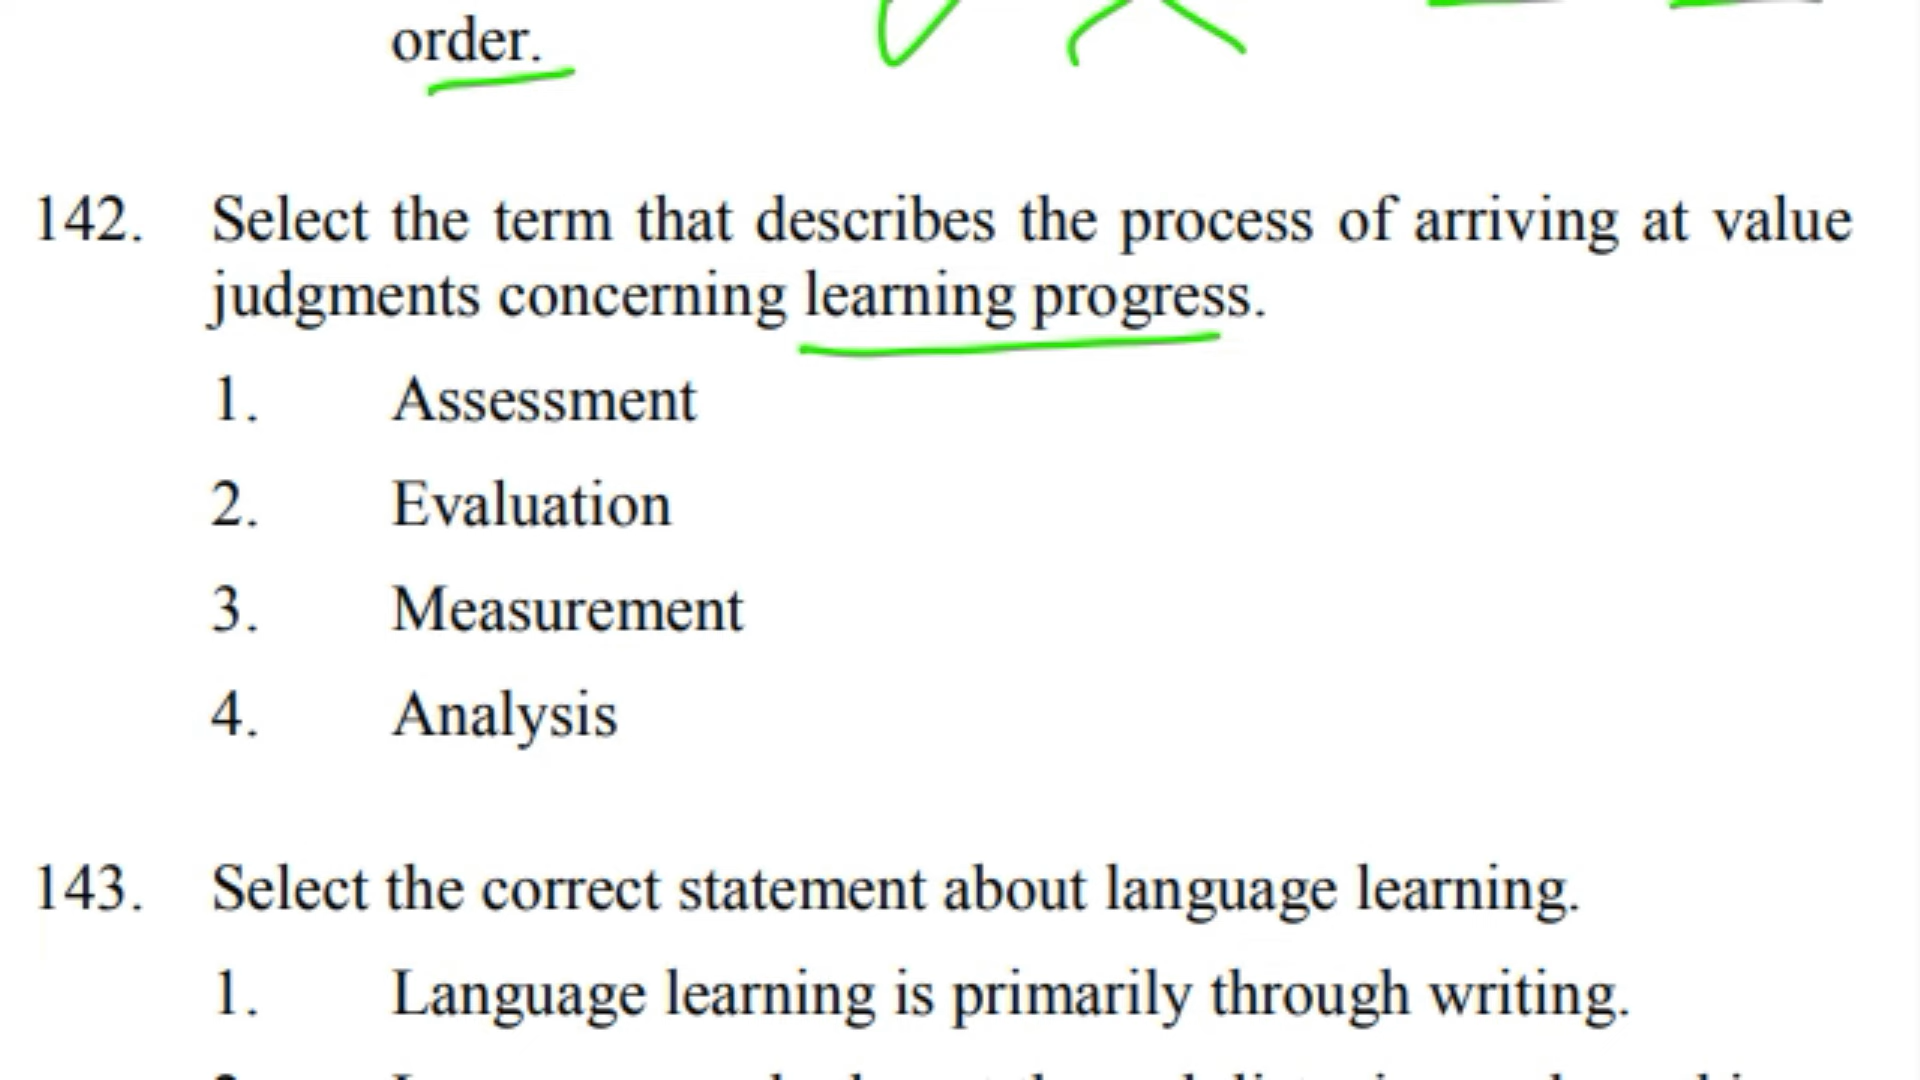 order.
142. Select the term that describes the process of arriving at value
judgments concerning learning progress.
1. Assessment
2. Evaluation
3. Measurement
4. Analysis
143. Select the correct statement about language learning.
1. Language learning is primarily through writing.